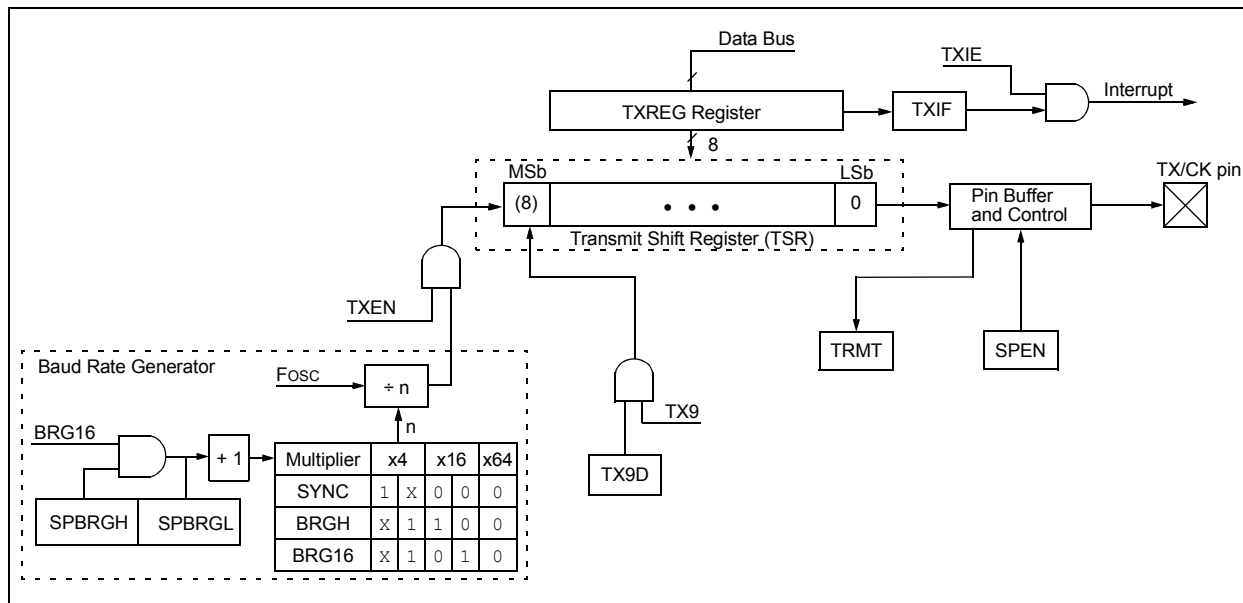 Data Bus
TXIE
Interrupt
TXREG Register
TXIF
8
MSb
LSb
TX/CK pin
(8)
• • •
0
Pin Buffer
and Control
Transmit Shift Register (TSR)
TXEN
TRMT
SPEN
Baud Rate Generator
FOSC
÷ n
n
TX9
BRG16
+ 1
TX9D
Multiplier x4 x16 x64
SYNC 1 X 0 0 0
BRGH X 1 1 0 0
BRG16 X 1 0 1 0
SPBRGH SPBRGL